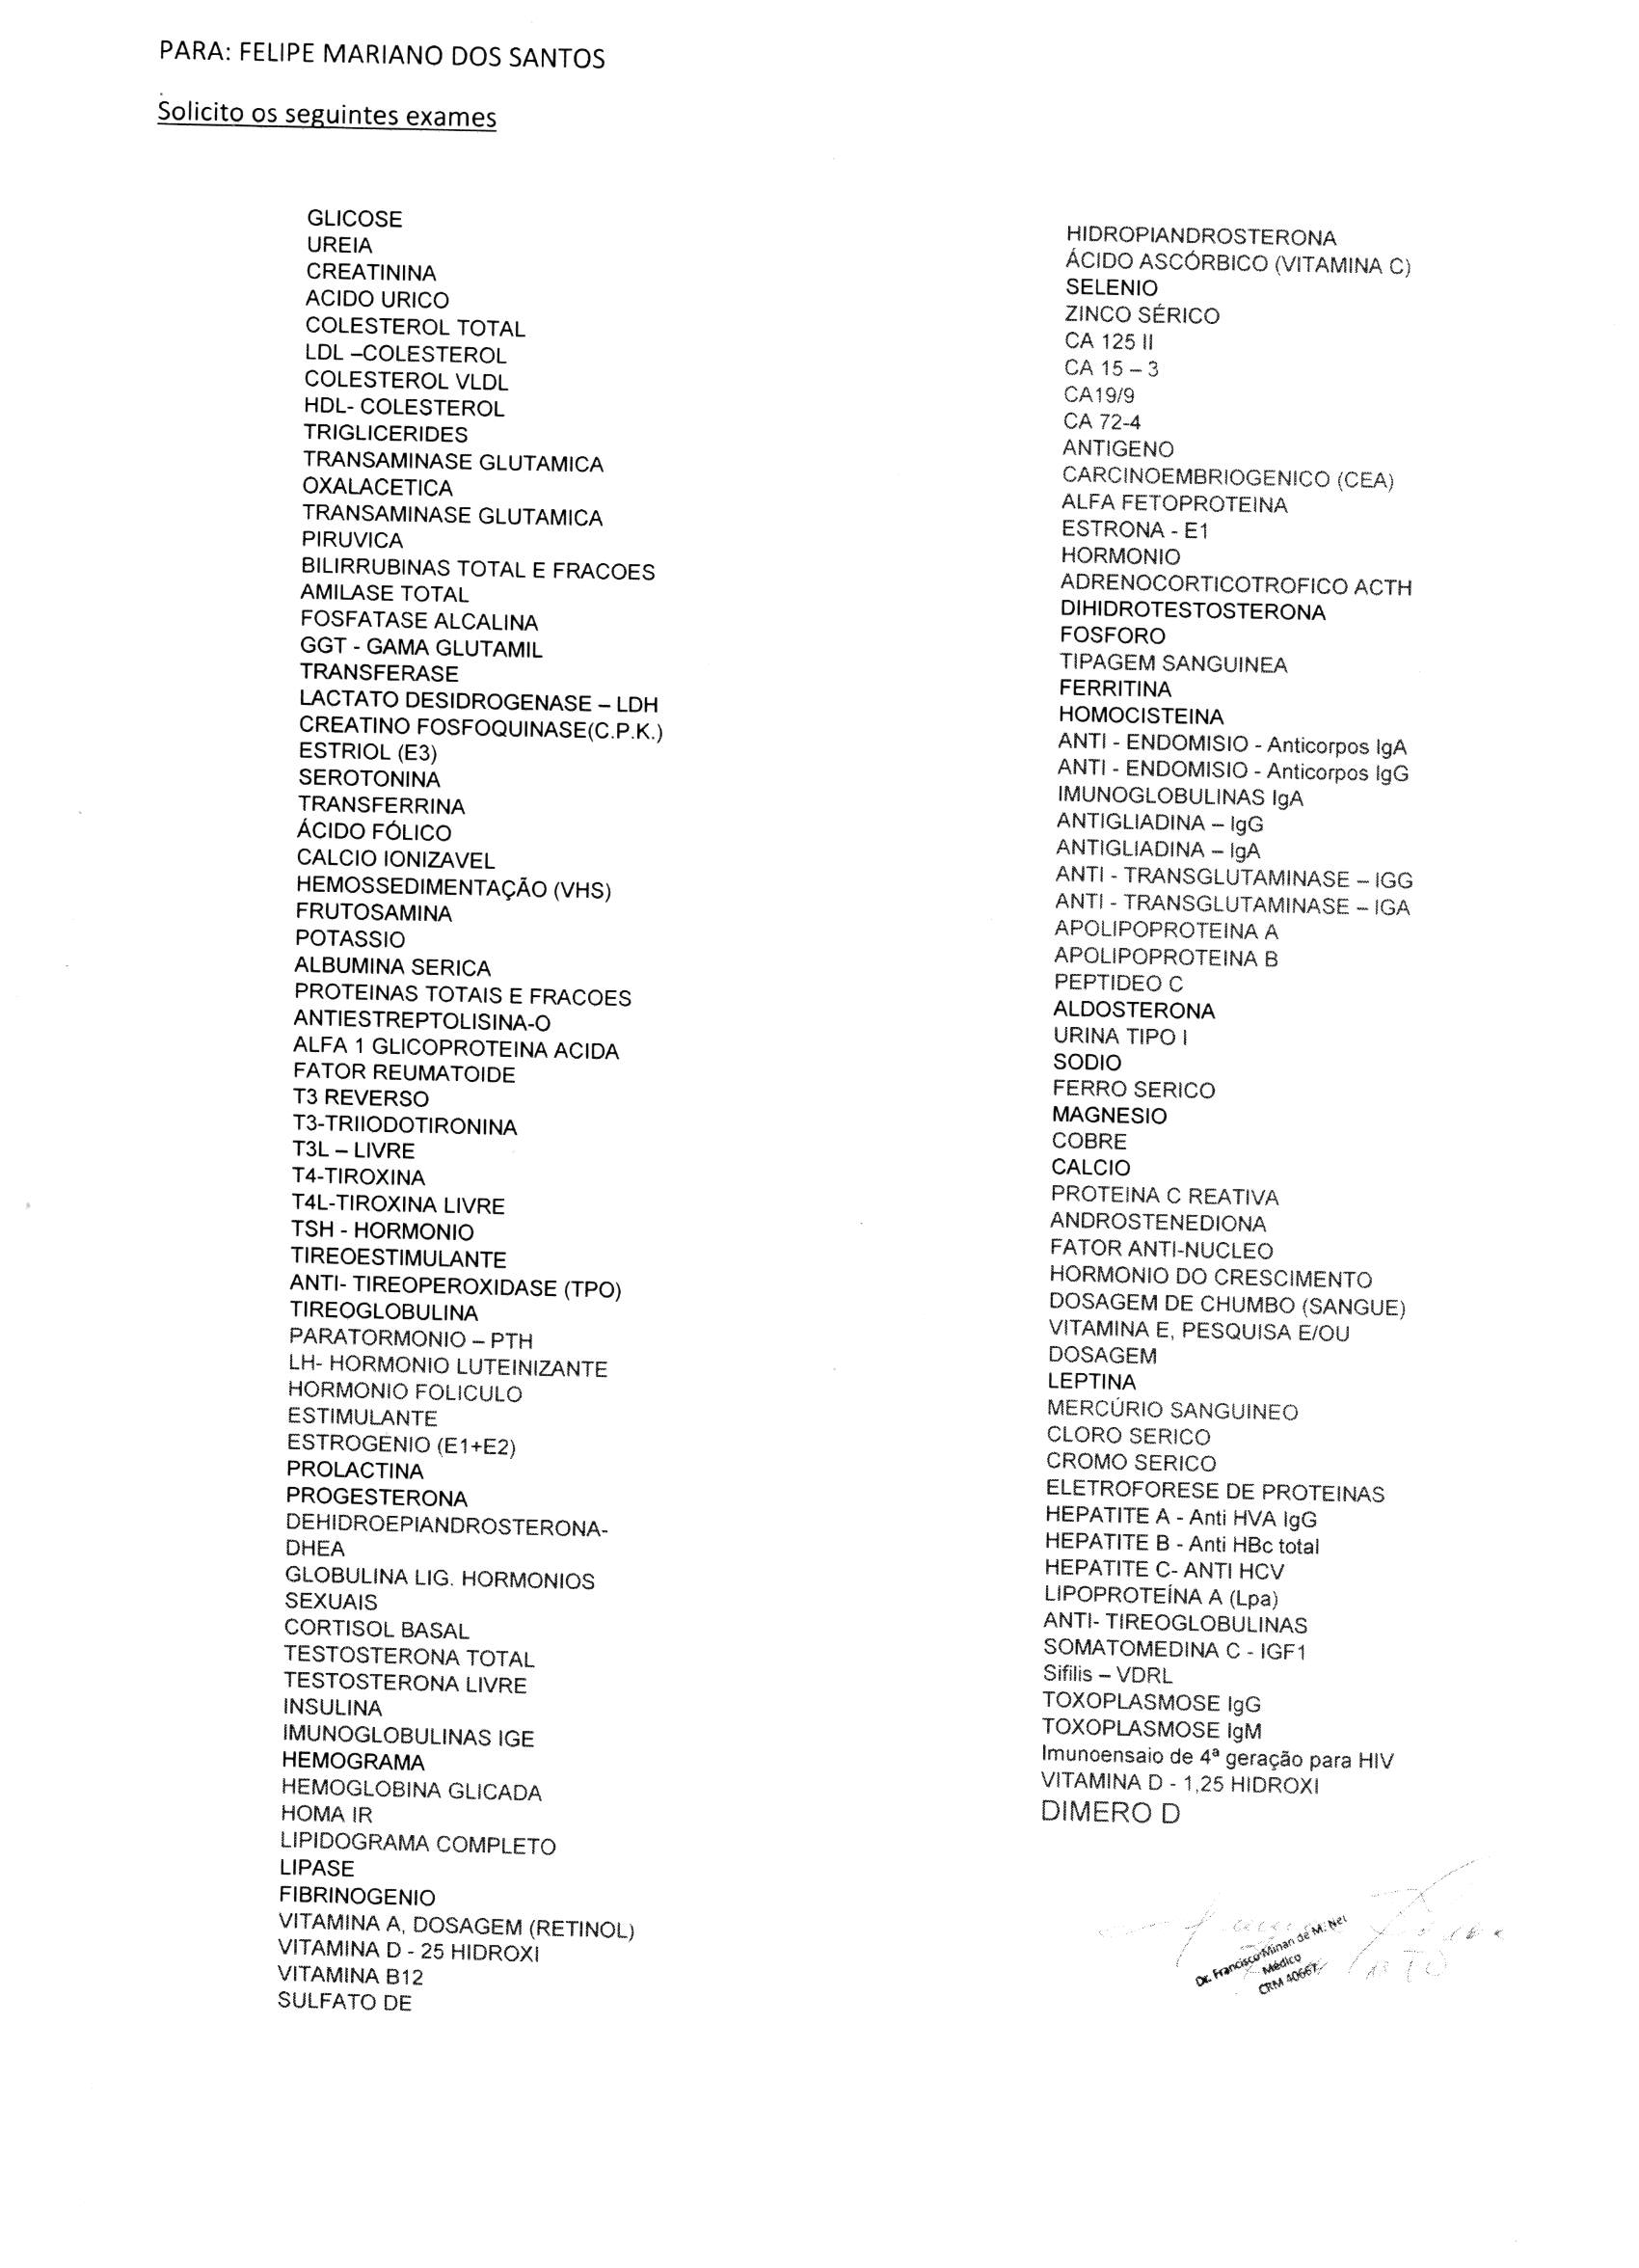 PARA: FELIPE MARIANO DOS SANTOS
Solicito os seguintes exames
GLICOSE
UREIA
CREATININA
ACIDO URICO
COLESTEROL TOTAL
LDL –COLESTEROL
COLESTEROL VLDL
HDL- COLESTEROL
TRIGLICERIDES
TRANSAMINASE GLUTAMICA
OXALACETICA
TRANSAMINASE GLUTAMICA
PIRUVICA
BILIRRUBINAS TOTAL E FRACOES
AMILASE TOTAL
FOSFATASE ALCALINA
GGT - GAMA GLUTAMIL
TRANSFERASE
LACTATO DESIDROGENASE – LDH
CREATINO FOSFOQUINASE(C.P.K.)
ESTRIOL (E3)
SEROTONINA
TRANSFERRINA
ÁCIDO FÓLICO
CALCIO IONIZAVEL
HEMOSSEDIMENTAÇÃO (VHS)
FRUTOSAMINA
POTASSIO
ALBUMINA SERICA
PROTEINAS TOTAIS E FRACOES
ANTIESTREPTOLISINA-O
ALFA 1 GLICOPROTEINA ACIDA
FATOR REUMATOIDE
T3 REVERSO
T3-TRIIODOTIRONINA
T3L – LIVRE
T4-TIROXINA
T4L-TIROXINA LIVRE
TSH - HORMONIO
TIREOESTIMULANTE
ANTI- TIREOPEROXIDASE (TPO)
TIREOGLOBULINA
PARATORMONIO – PTH
LH- HORMONIO LUTEINIZANTE
HORMONIO FOLICULO
ESTIMULANTE
ESTROGENIO (E1+E2)
PROLACTINA
PROGESTERONA
DEHIDROEPIANDROSTERONA-
DHEA
GLOBULINA LIG. HORMONIOS
SEXUAIS
CORTISOL BASAL
TESTOSTERONA TOTAL
TESTOSTERONA LIVRE
INSULINA
IMUNOGLOBULINAS IGE
HEMOGRAMA
HEMOGLOBINA GLICADA
HOMA IR
LIPIDOGRAMA COMPLETO
LIPASE
FIBRINOGENIO
VITAMINA A, DOSAGEM (RETINOL)
VITAMINA D - 25 HIDROXI
VITAMINA B12
SULFATO DE
HIDROPIANDROSTERONA
ÁCIDO ASCÓRBICO (VITAMINA C)
SELENIO
ZINCO SÉRICO
CA 125 II
CA 15 – 3
CA19/9
CA 72-4
ANTIGENO
CARCINOEMBRIOGENICO (CEA)
ALFA FETOPROTEINA
ESTRONA - E1
HORMONIO
ADRENOCORTICOTROFICO ACTH
DIHIDROTESTOSTERONA
FOSFORO
TIPAGEM SANGUINEA
FERRITINA
HOMOCISTEINA
ANTI - ENDOMISIO - Anticorpos IgA
ANTI - ENDOMISIO - Anticorpos IgG
IMUNOGLOBULINAS IgA
ANTIGLIADINA – IgG
ANTIGLIADINA – IgA
ANTI - TRANSGLUTAMINASE – IGG
ANTI - TRANSGLUTAMINASE – IGA
APOLIPOPROTEINA A
APOLIPOPROTEINA B
PEPTIDEO C
ALDOSTERONA
URINA TIPO I
SODIO
FERRO SERICO
MAGNESIO
COBRE
CALCIO
PROTEINA C REATIVA
ANDROSTENEDIONA
FATOR ANTI-NUCLEO
HORMONIO DO CRESCIMENTO
DOSAGEM DE CHUMBO (SANGUE)
VITAMINA E, PESQUISA E/OU
DOSAGEM
LEPTINA
MERCÚRIO SANGUINEO
CLORO SERICO
CROMO SERICO
ELETROFORESE DE PROTEINAS
HEPATITE A - Anti HVA IgG
HEPATITE B - Anti HBc total
HEPATITE C- ANTI HCV
LIPOPROTEÍNA A (Lpa)
ANTI- TIREOGLOBULINAS
SOMATOMEDINA C - IGF1
Sifilis – VDRL
TOXOPLASMOSE IgG
TOXOPLASMOSE IgM
Imunoensaio de 4ª geração para HIV
VITAMINA D - 1,25 HIDROXI
DIMERO D
Dr. Francisco Minan de M. Net
Médico
CRM 40667